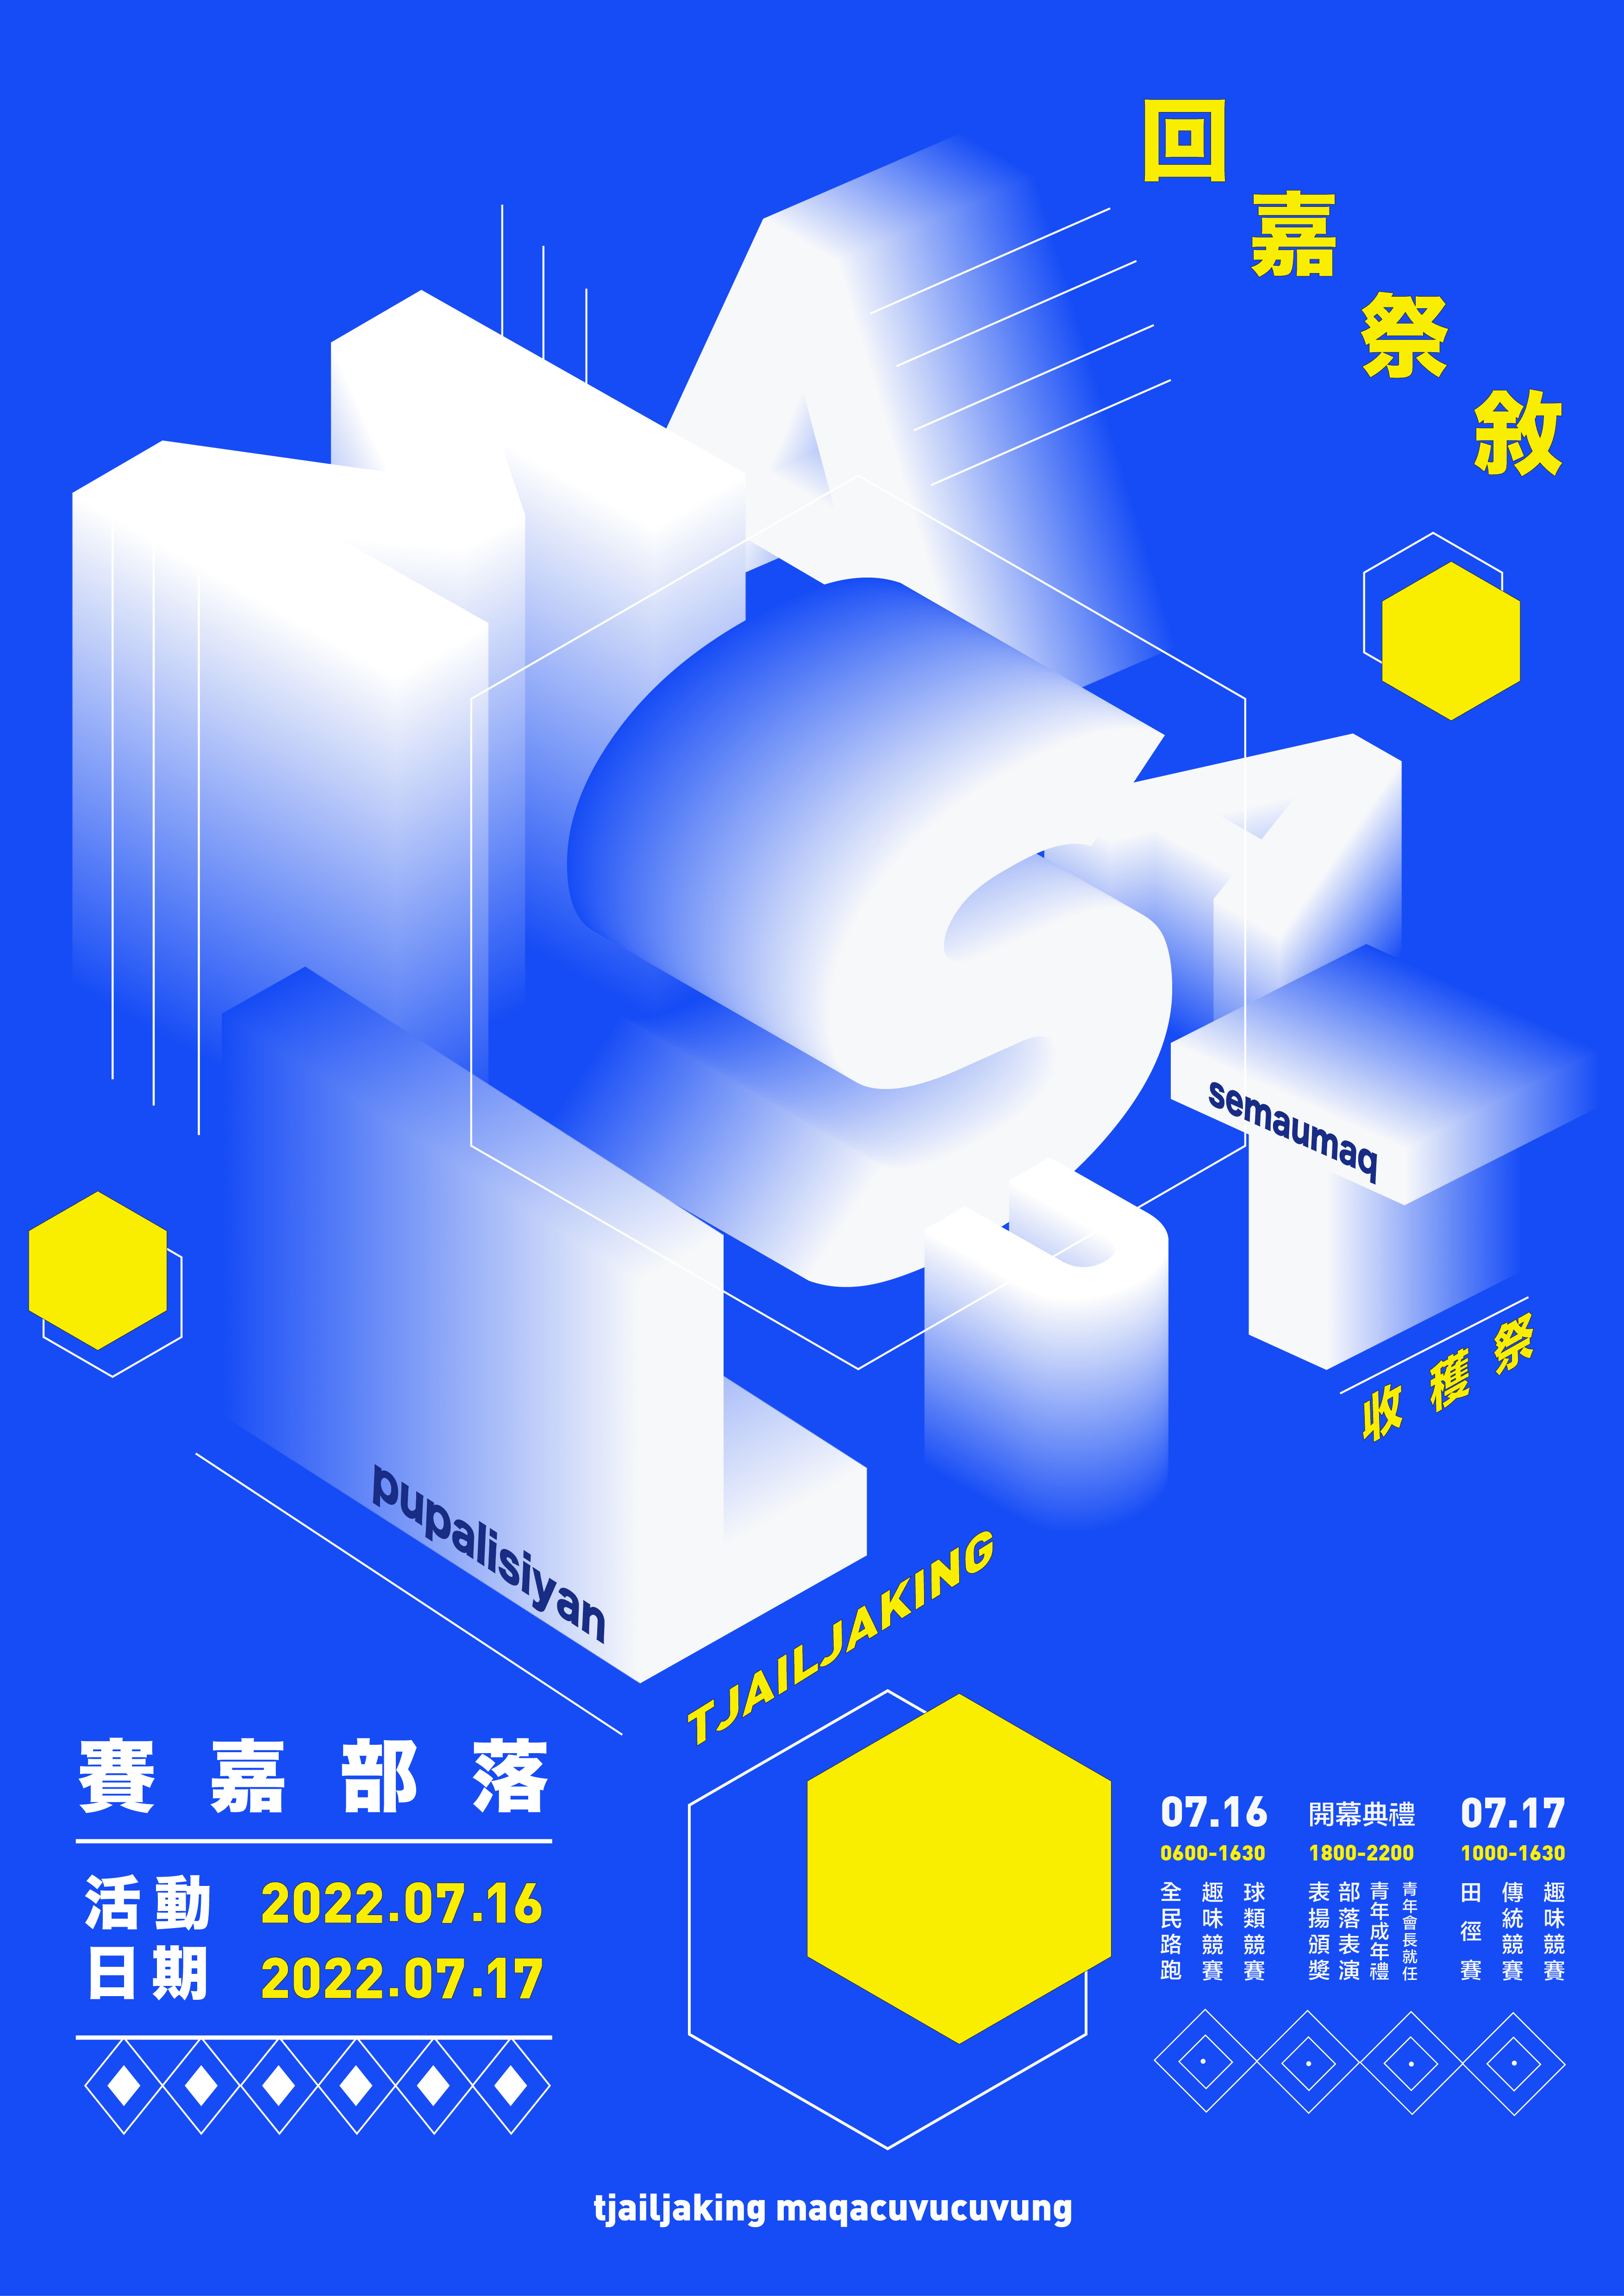 回嘉祭敘
MA
SA
LUT
semaumaq
收穫祭
pupalisiyan
TJAILJAKING
賽嘉部落
活動日期
2022.07.16
2022.07.17
07.16
0600-1630
全民路跑
趣味競賽
球類競賽
開幕典禮
1800-2200
表揚頒獎
部落表演
青年成年禮
青年會長就任
07.17
1000-1630
田徑賽
傳統競賽
趣味競賽
tjailjaking maqacuvucuvung